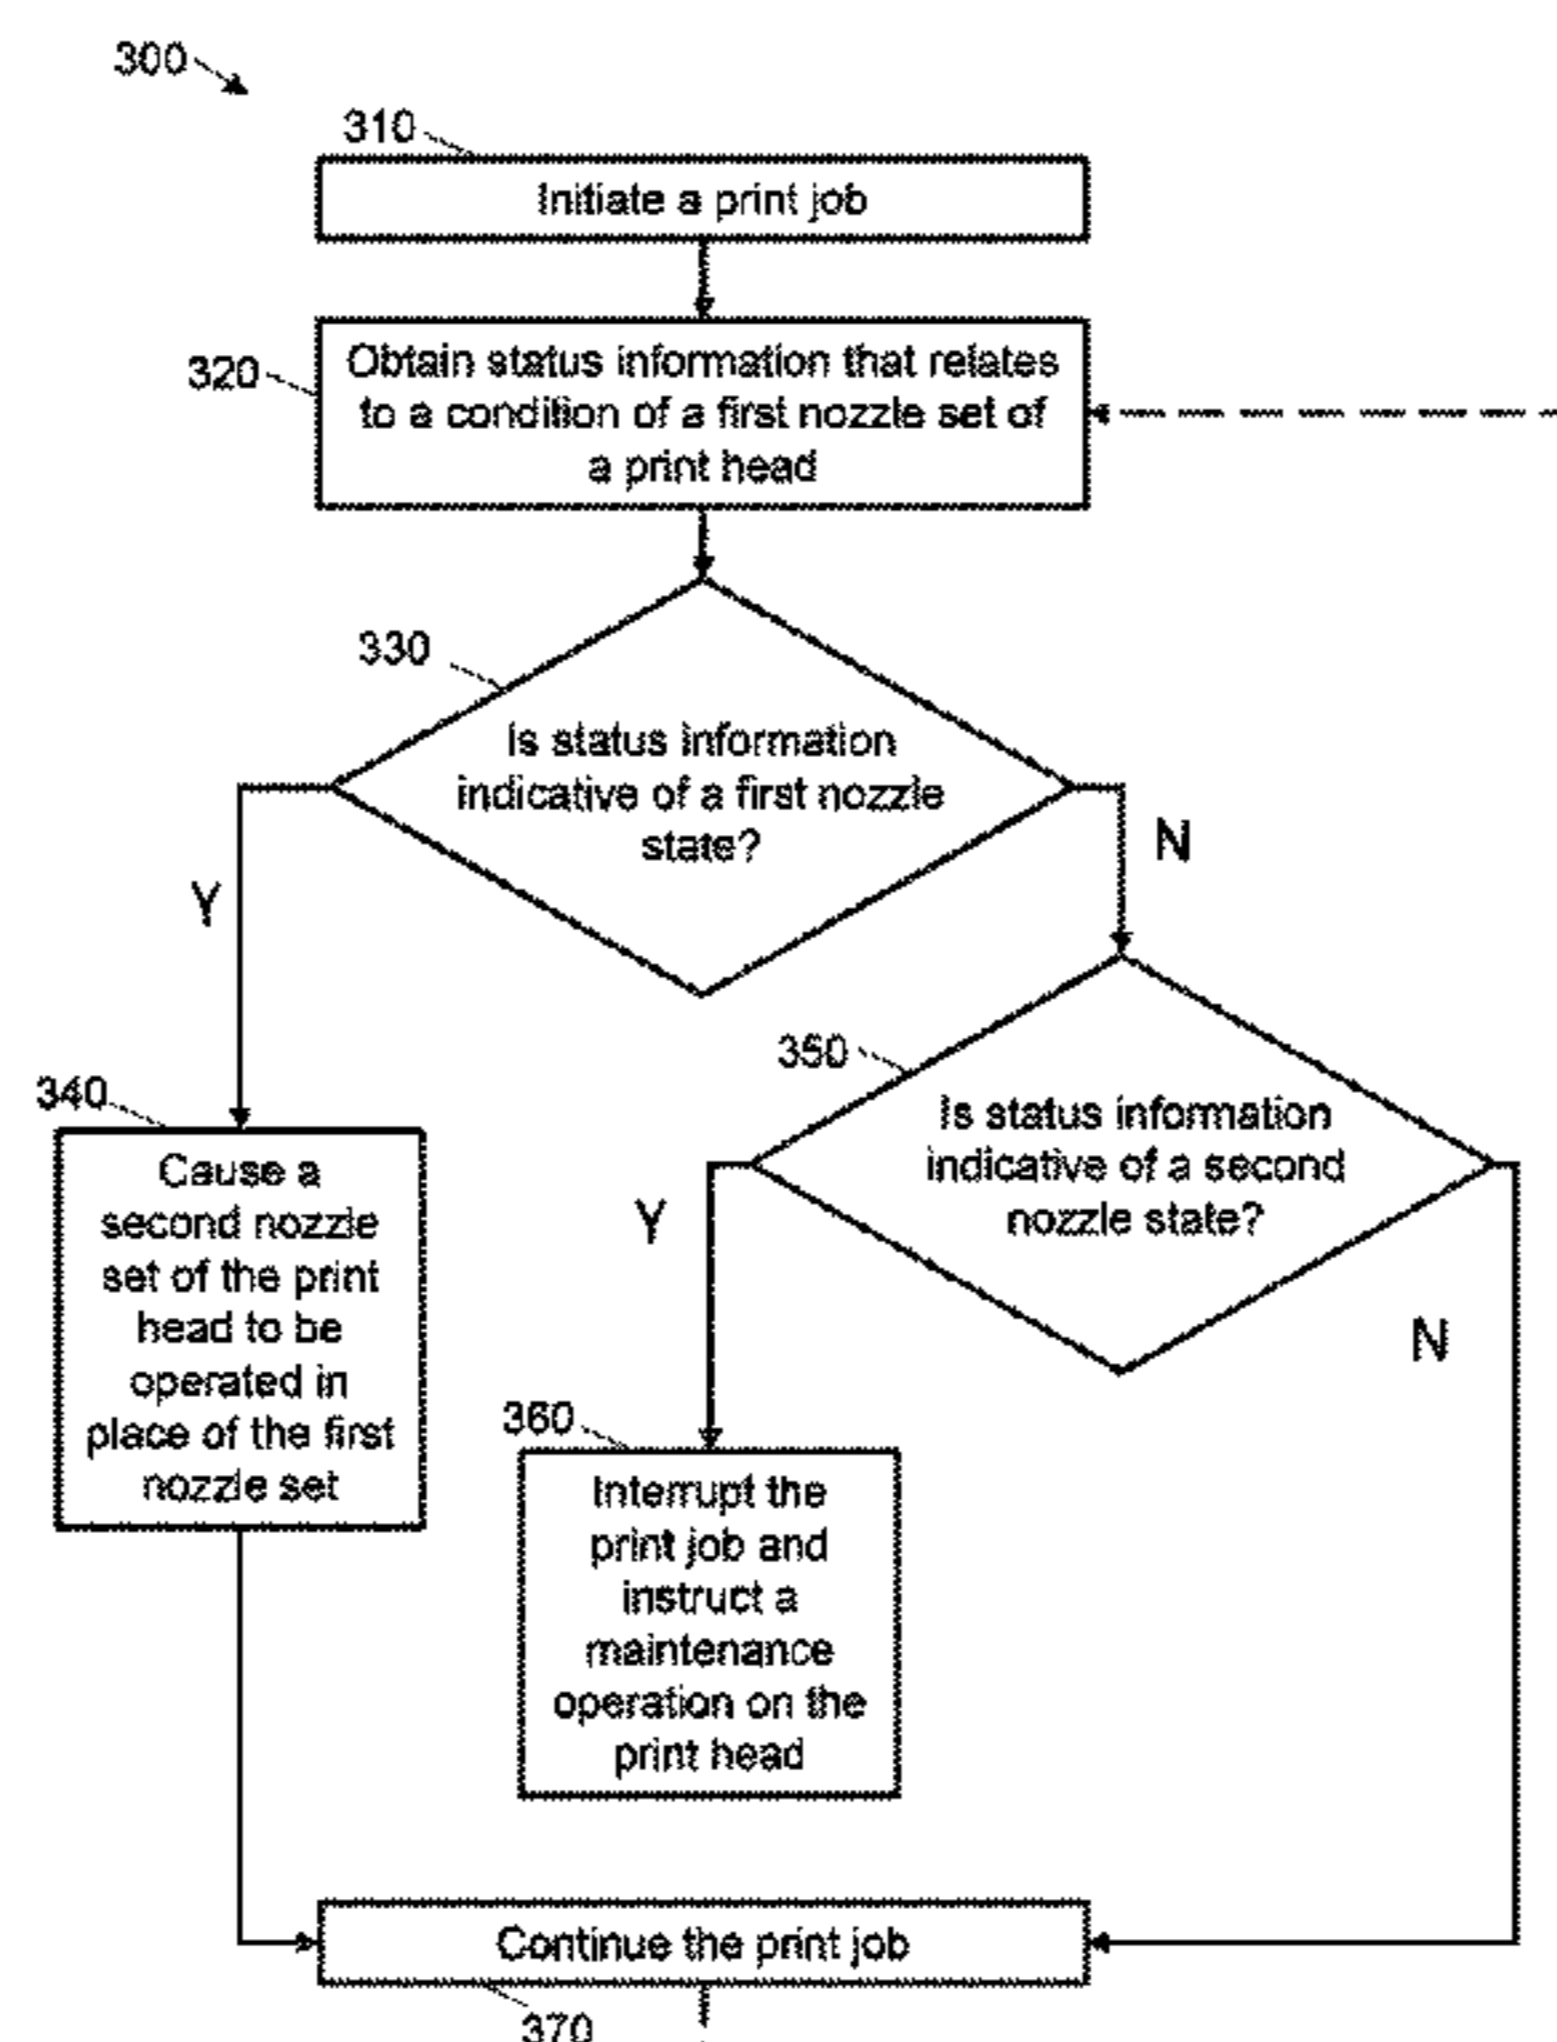 300
310
Initiate a print job
320
Obtain status information that relates
to a condition of a first nozzle set of
a print head
330
Is status information
indicative of a first nozzle
state?
Y
N
340
Cause a
second nozzle
set of the print
head to be
operated in
place of the first
nozzle set
350
Is status information
indicative of a second
nozzle state?
Y
N
360
Interrupt the
print job and
instruct a
maintenance
operation on the
print head
Continue the print job
370